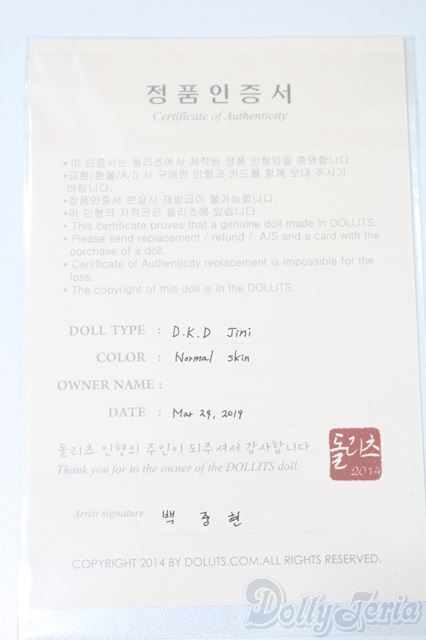 정품인증서
Certificate of Authenticity
• 이 인증서는 돌리츠에서 제작된 정품 인형임을 증명합니다.
• 교환/환불/A/S 시 구매한 인형과 카드를 함께 보내 주시기
바랍니다.
• 정품인증서 분실시 재발급이 불가능합니다.
• 이 인형의 저작권은 돌리츠에 있습니다.
• This certificate proves that a genuine doll made in DOLLITS.
• Please send replacement / refund / A/S and a card with the
purchase of a doll.
• Certificate of Authenticity replacement is impossible for the
loss.
• The copyright of this doll is in the DOLLITS.
DOLL TYPE : D.K.D Jini
COLOR : Normal skin
OWNER NAME :
DATE : Mar 29, 2019
돌리츠 인형의 주인이 되주셔서 감사합니다.
Thank you for to the owner of the DOLLITS doll.
돌리츠
2014
Artist signature : 백 중 현
COPYRIGHT 2014 BY DOLLITS.COM.ALL RIGHTS RESERVED.
DollyTeria